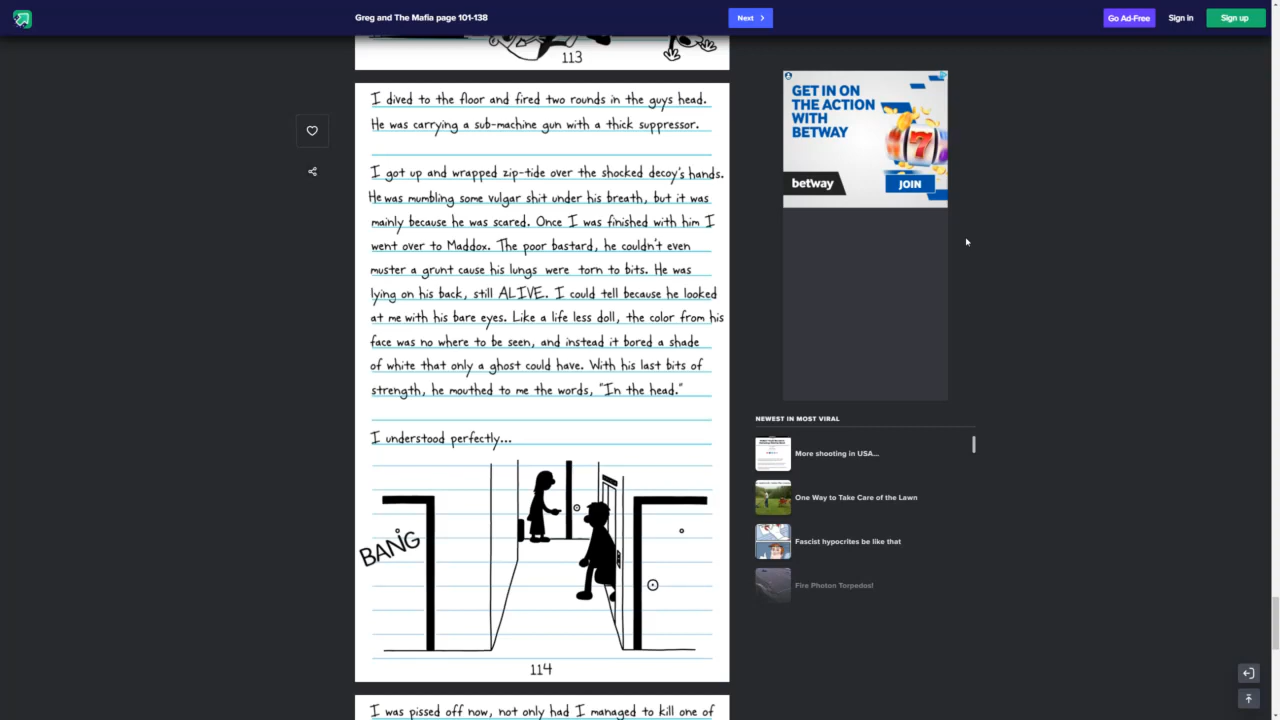 Greg and The Mafia page 101-138
Next
Go Ad-Free
Sign in
Sign up
113
I dived to the floor and fired two rounds in the guys head.
He was carrying a sub-machine gun with a thick suppressor.
I got up and wrapped zip-tide over the shocked decoy's hands.
He was mumbling some vulgar shit under his breath, but it was
mainly because he was scared. Once I was finished with him I
went over to Maddox. The poor bastard, he couldn't even
muster a grunt cause his lungs were torn to bits. He was
lying on his back, still ALIVE. I could tell because he looked
at me with his bare eyes. Like a life less doll, the color from his
face was no where to be seen, and instead it bored a shade
of white that only a ghost could have. With his last bits of
strength, he mouthed to me the words, "In the head."
I understood perfectly...
BANG
114
I was pissed off now, not only had I managed to kill one of
GET IN ON
THE ACTION
WITH
BETWAY
7
betway
JOIN
NEWEST IN MOST VIRAL
More shooting in USA...
One Way to Take Care of the Lawn
Fascist hypocrites be like that
Fire Photon Torpedos!